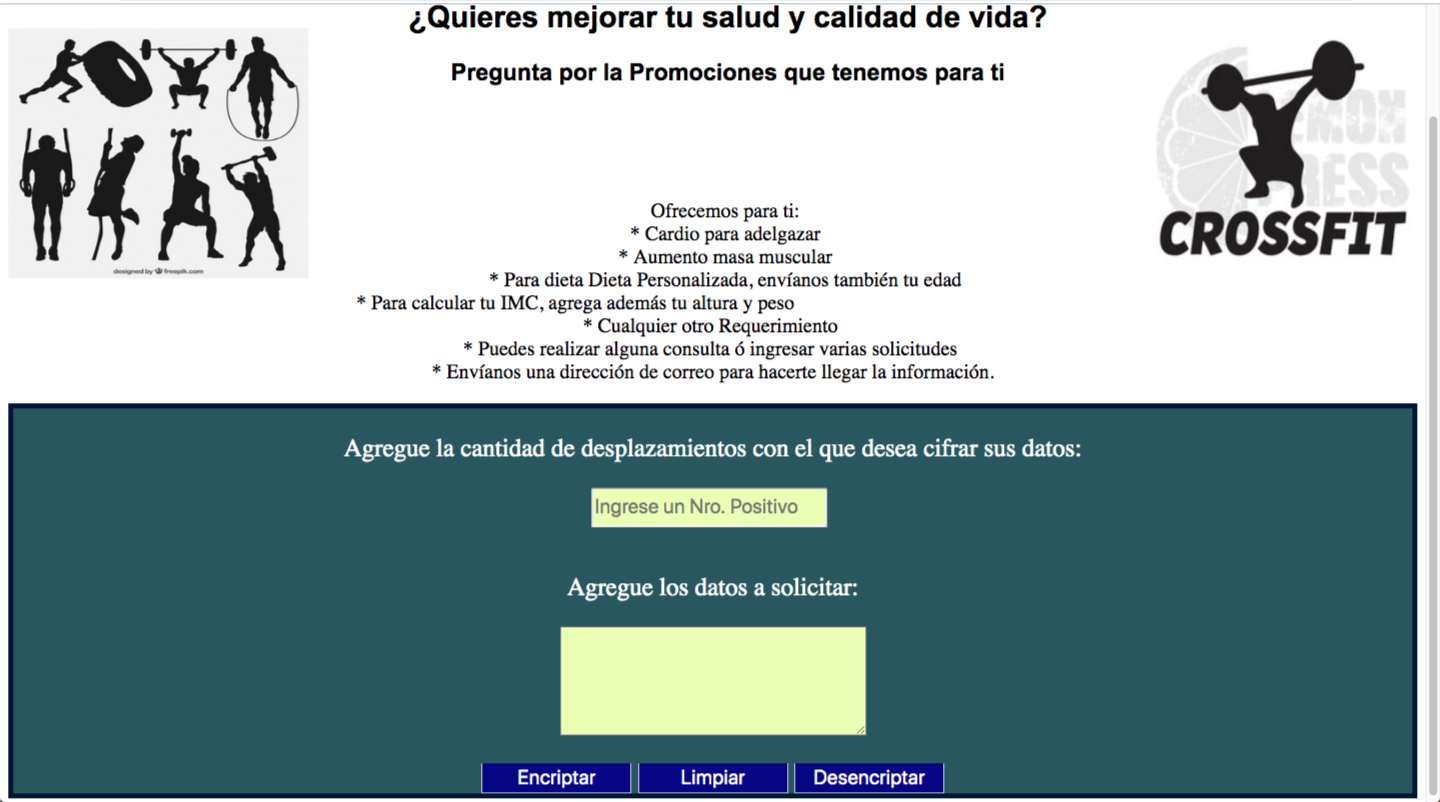 ¿Quieres mejorar tu salud y calidad de vida?
Pregunta por la Promociones que tenemos para ti
designed by freepik.com
LEMON
PRESS
CROSSFIT
Ofrecemos para ti:
* Cardio para adelgazar
* Aumento masa muscular
* Para dieta Dieta Personalizada, envíanos también tu edad
* Para calcular tu IMC, agrega además tu altura y peso
* Cualquier otro Requerimiento
* Puedes realizar alguna consulta ó ingresar varias solicitudes
* Envíanos una dirección de correo para hacerte llegar la información.
Agregue la cantidad de desplazamientos con el que desea cifrar sus datos:
Ingrese un Nro. Positivo
Agregue los datos a solicitar:
Encriptar Limpiar Desencriptar